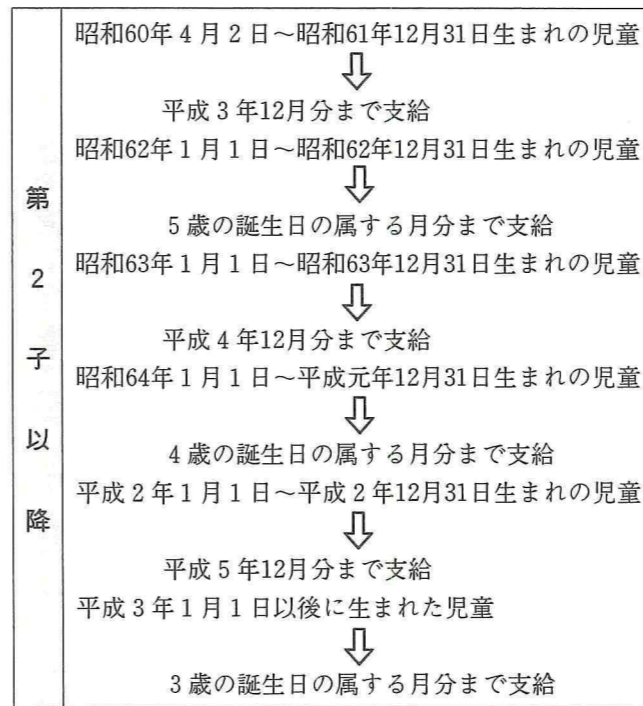 第2子以降
昭和60年4月2日～昭和61年12月31日生まれの児童
⇩
平成3年12月分まで支給
昭和62年1月1日～昭和62年12月31日生まれの児童
⇩
5歳の誕生日の属する月分まで支給
昭和63年1月1日～昭和63年12月31日生まれの児童
⇩
平成4年12月分まで支給
昭和64年1月1日～平成元年12月31日生まれの児童
⇩
4歳の誕生日の属する月分まで支給
平成2年1月1日～平成2年12月31日生まれの児童
⇩
平成5年12月分まで支給
平成3年1月1日以後に生まれた児童
⇩
3歳の誕生日の属する月分まで支給